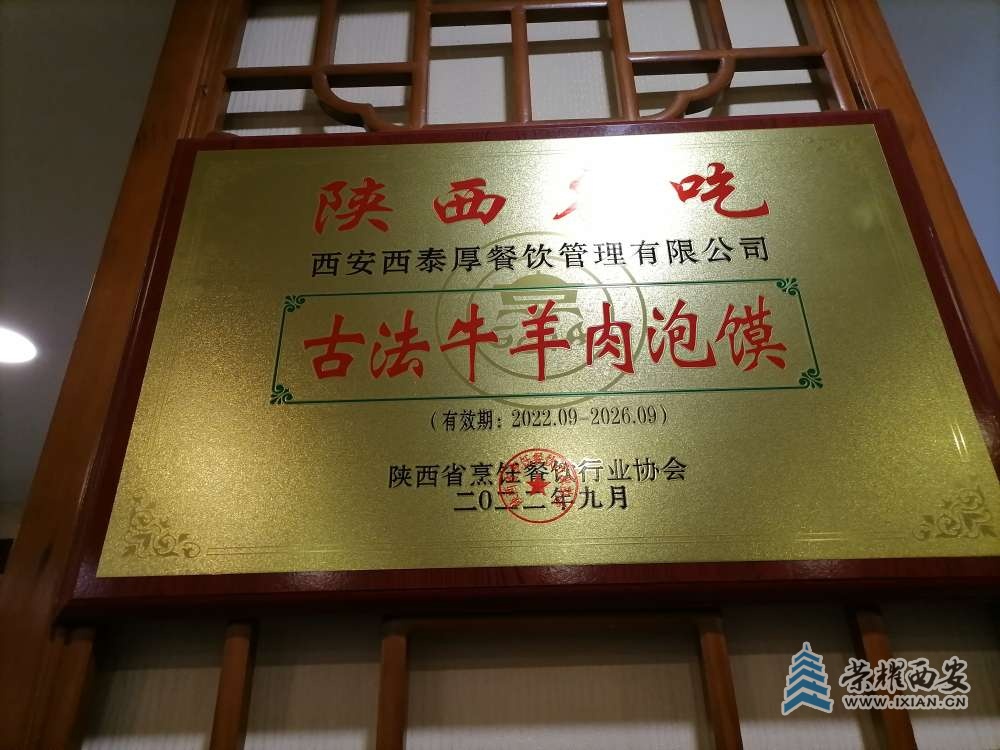 陕西小吃
西安西泰厚餐饮管理有限公司
古法牛羊肉泡馍
（有效期：2022.09-2026.09）
陕西省烹饪餐饮行业协会
二0二二年九月
荣耀西安
WWW.IXIAN.CN